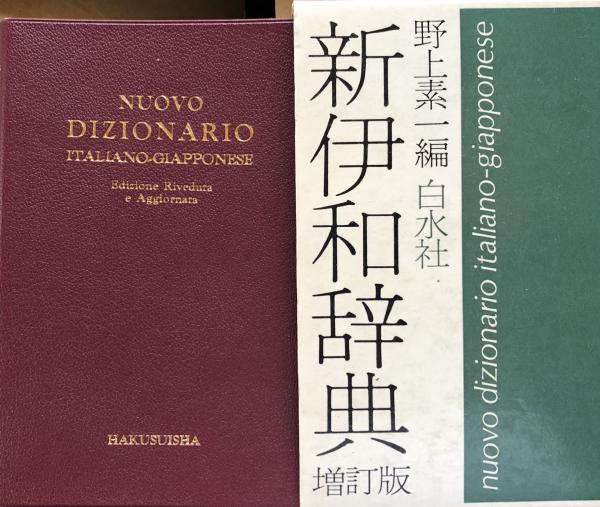 NUOVO
DIZIONARIO
ITALIANO-GIAPPONESE
Edizione Riveduta
e Aggiornata
HAKUSUISHA
野上素一編 白水社
新伊和辞典
増訂版
nuovo dizionario italiano-giapponese